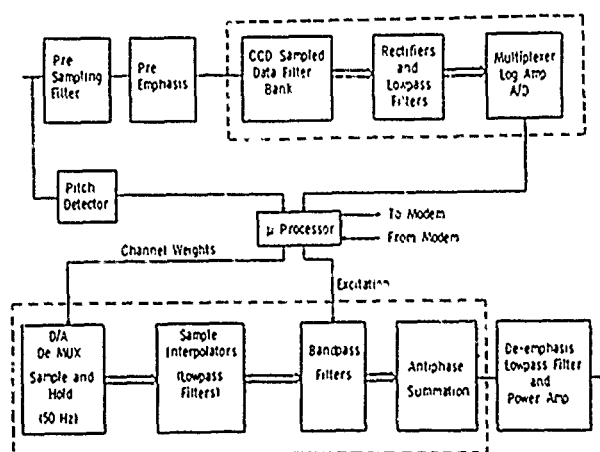 Pre
Sampling
Filter
Pre
Emphasis
CCD Sampled
Data Filter
Bank
Rectifiers
and
Lowpass
Filters
Multiplexer
Log Amp
A/D
Pitch
Detector
μ Processor
To Modem
From Modem
Channel Weights
Excitation
D/A
De MUX
Sample and
Hold
(50 Hz)
Sample
Interpolators
(Lowpass
Filters)
Bandpass
Filters
Antiphase
Summation
De-emphasis
Lowpass Filter
and
Power Amp